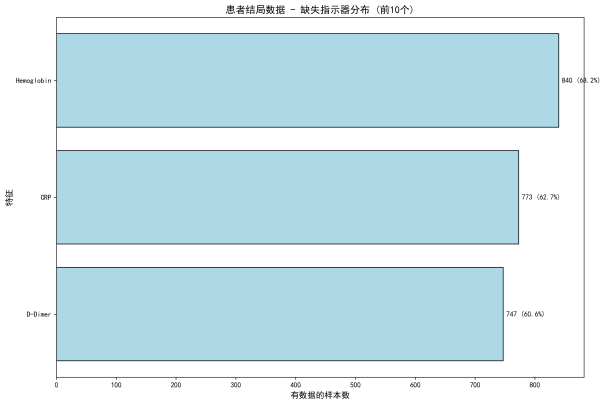 患者结局数据 - 缺失指示器分布 (前10个)
Hemoglobin
840 (68.2%)
CRP
773 (62.7%)
D-Dimer
747 (60.6%)
特征
0 100 200 300 400 500 600 700 800
有数据的样本数